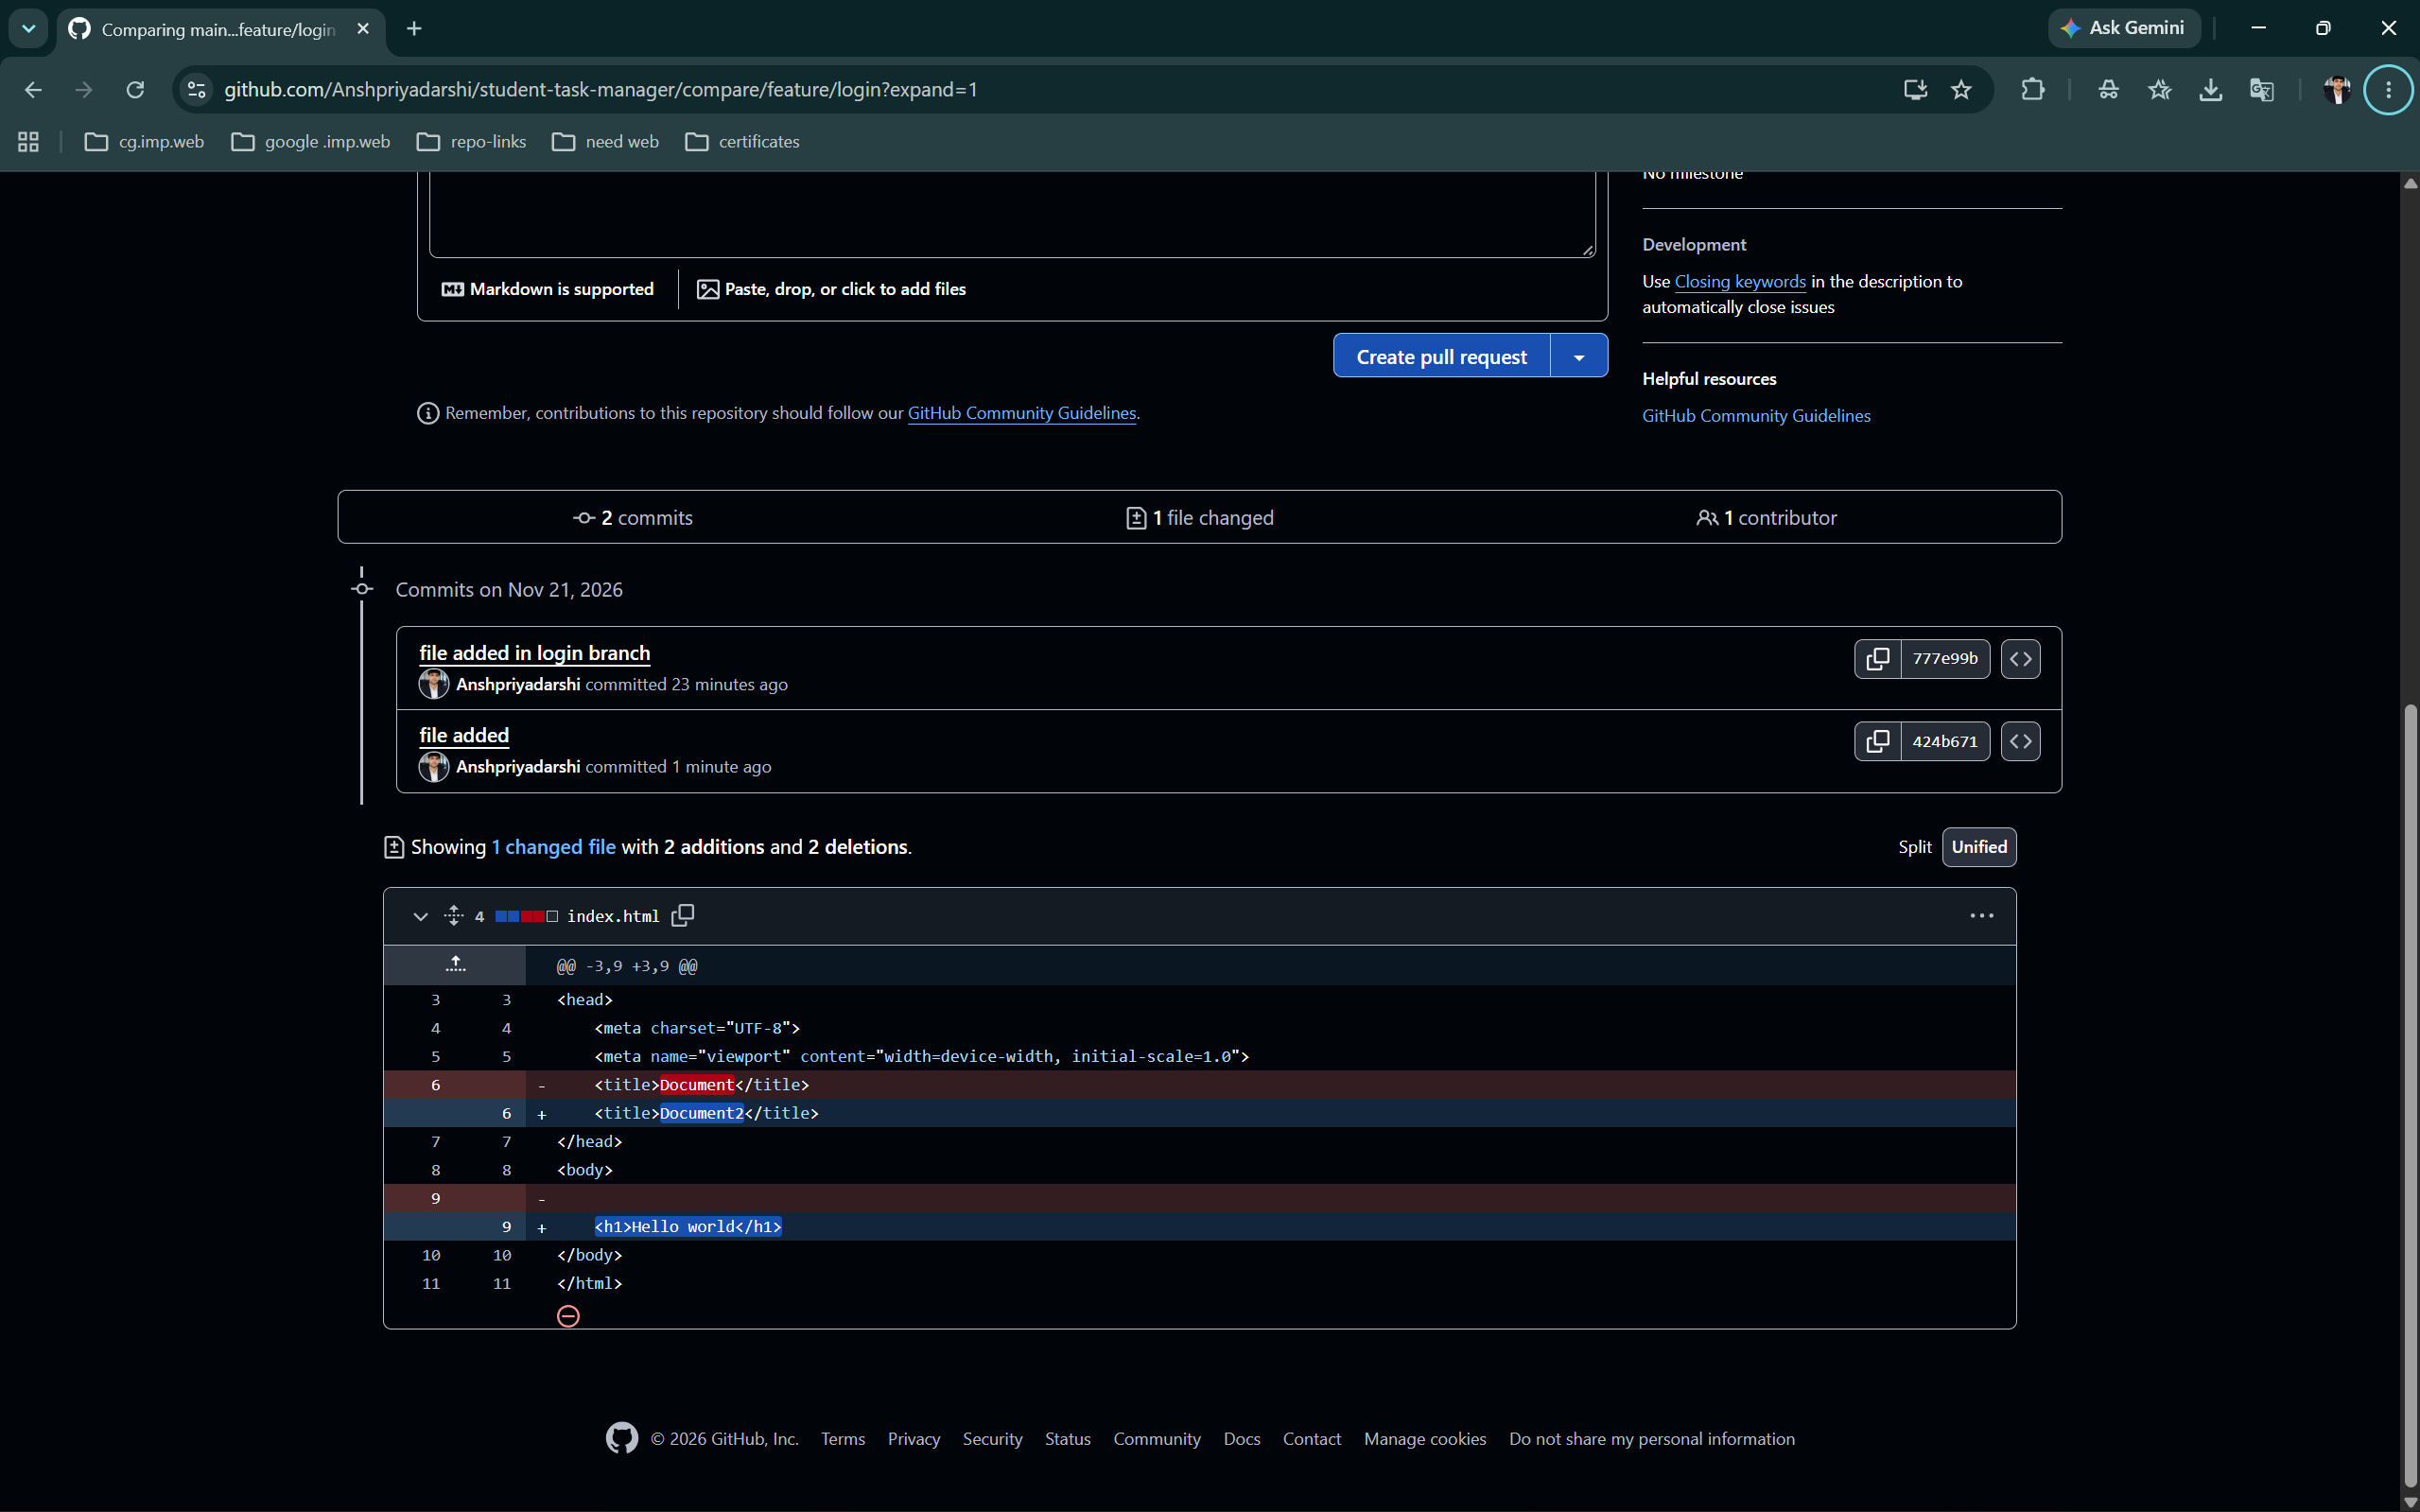 Comparing main...feature/login
Ask Gemini
github.com/Anshpriyadarshi/student-task-manager/compare/feature/login?expand=1
cg.imp.web
google .imp.web
repo-links
need web
certificates
No milestone
Development
Use Closing keywords in the description to
automatically close issues
Markdown is supported
Paste, drop, or click to add files
Create pull request
Helpful resources
Remember, contributions to this repository should follow our GitHub Community Guidelines.
GitHub Community Guidelines
2 commits
1 file changed
1 contributor
Commits on Nov 21, 2026
file added in login branch
777e99b
Anshpriyadarshi committed 23 minutes ago
file added
424b671
Anshpriyadarshi committed 1 minute ago
Showing 1 changed file with 2 additions and 2 deletions.
Split Unified
4 index.html
@@ -3,9 +3,9 @@
3 3 <head>
4 4 <meta charset="UTF-8">
5 5 <meta name="viewport" content="width=device-width, initial-scale=1.0">
6 - <title>Document</title>
6 + <title>Document2</title>
7 7 </head>
8 8 <body>
9 -
9 + <h1>Hello world</h1>
10 10 </body>
11 11 </html>
© 2026 GitHub, Inc. Terms Privacy Security Status Community Docs Contact Manage cookies Do not share my personal information